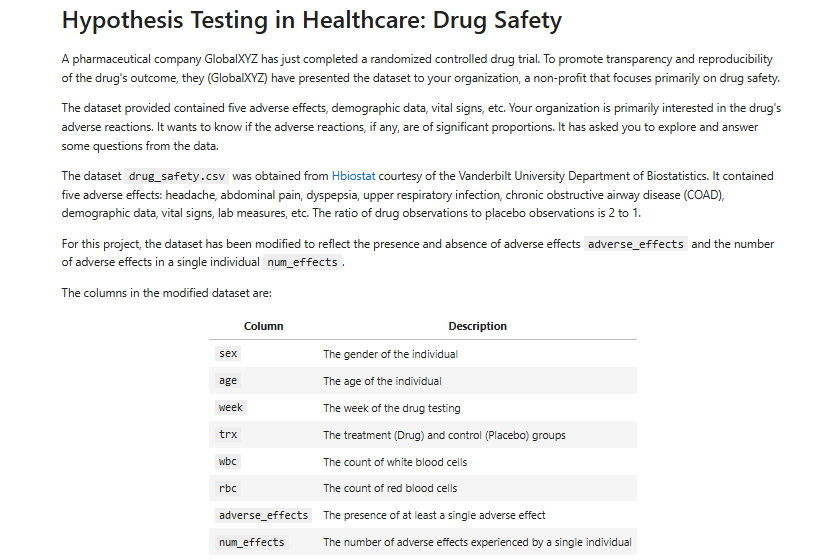 Hypothesis Testing in Healthcare: Drug Safety
A pharmaceutical company GlobalXYZ has just completed a randomized controlled drug trial. To promote transparency and reproducibility
of the drug's outcome, they (GlobalXYZ) have presented the dataset to your organization, a non-profit that focuses primarily on drug safety.
The dataset provided contained five adverse effects, demographic data, vital signs, etc. Your organization is primarily interested in the drug's
adverse reactions. It wants to know if the adverse reactions, if any, are of significant proportions. It has asked you to explore and answer
some questions from the data.
The dataset drug_safety.csv was obtained from Hbiostat courtesy of the Vanderbilt University Department of Biostatistics. It contained
five adverse effects: headache, abdominal pain, dyspepsia, upper respiratory infection, chronic obstructive airway disease (COAD),
demographic data, vital signs, lab measures, etc. The ratio of drug observations to placebo observations is 2 to 1.
For this project, the dataset has been modified to reflect the presence and absence of adverse effects adverse_effects and the number
of adverse effects in a single individual num_effects.
The columns in the modified dataset are:
Column Description
sex The gender of the individual
age The age of the individual
week The week of the drug testing
trx The treatment (Drug) and control (Placebo) groups
wbc The count of white blood cells
rbc The count of red blood cells
adverse_effects The presence of at least a single adverse effect
num_effects The number of adverse effects experienced by a single individual